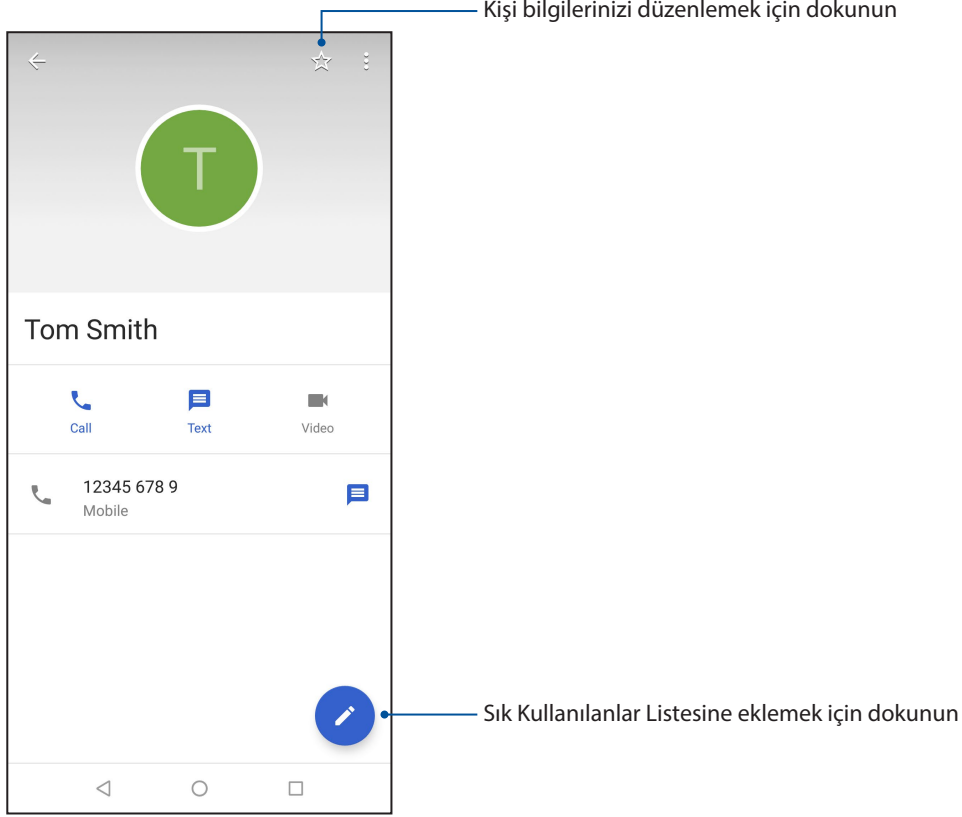 Kişi bilgilerinizi düzenlemek için dokunun
T
Tom Smith
Call
Text
Video
12345 678 9
Mobile
Sık Kullanılanlar Listesine eklemek için dokunun